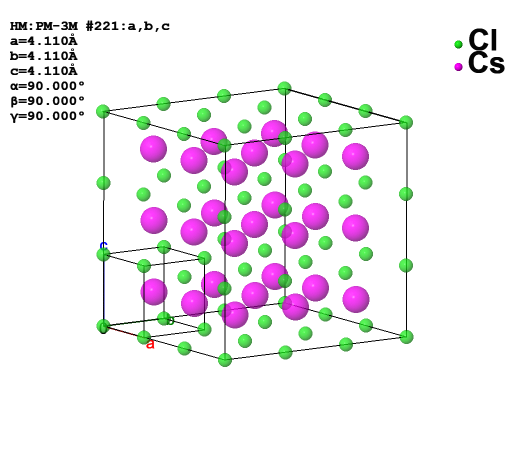 HM:PM-3M #221:a,b,c
a=4.110Å
b=4.110Å
c=4.110Å
α=90.000°
β=90.000°
γ=90.000°
Cl
Cs
c
b
a